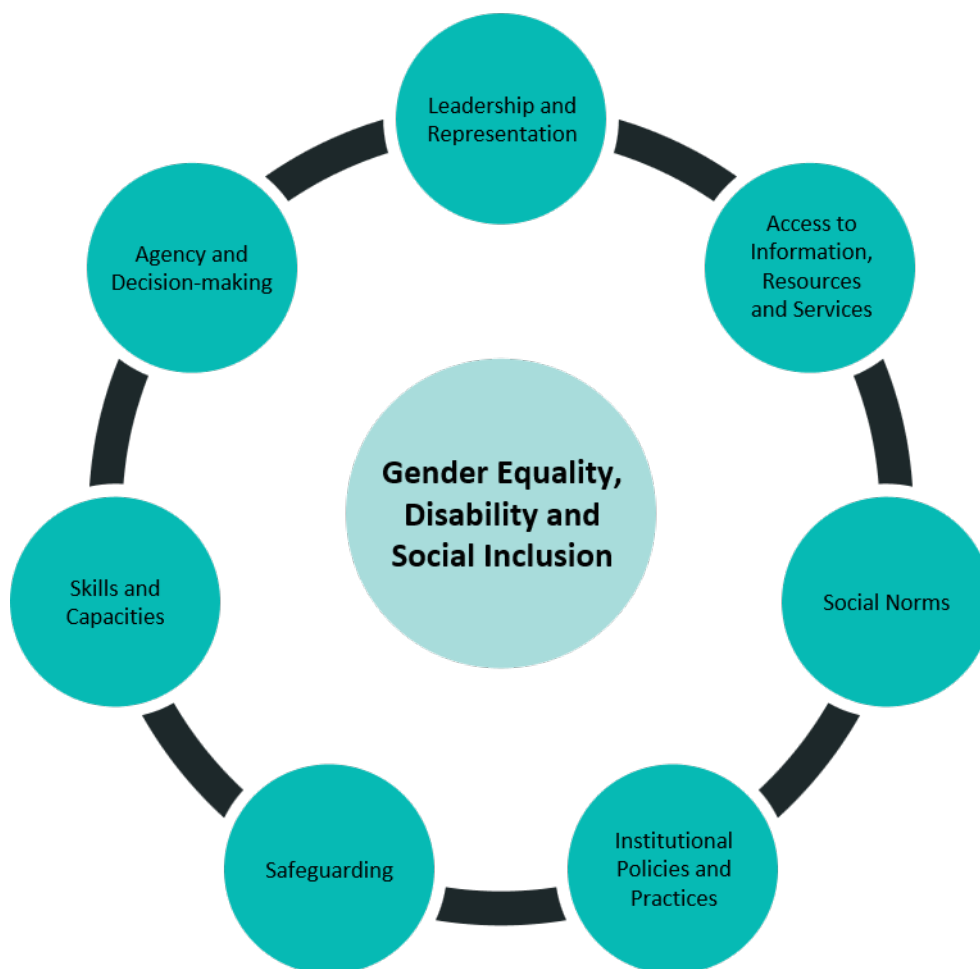 Leadership and
Representation
Access to
Information,
Resources
and Services
Social Norms
Institutional
Policies and
Practices
Safeguarding
Skills and
Capacities
Agency and
Decision-making
Gender Equality,
Disability and
Social Inclusion